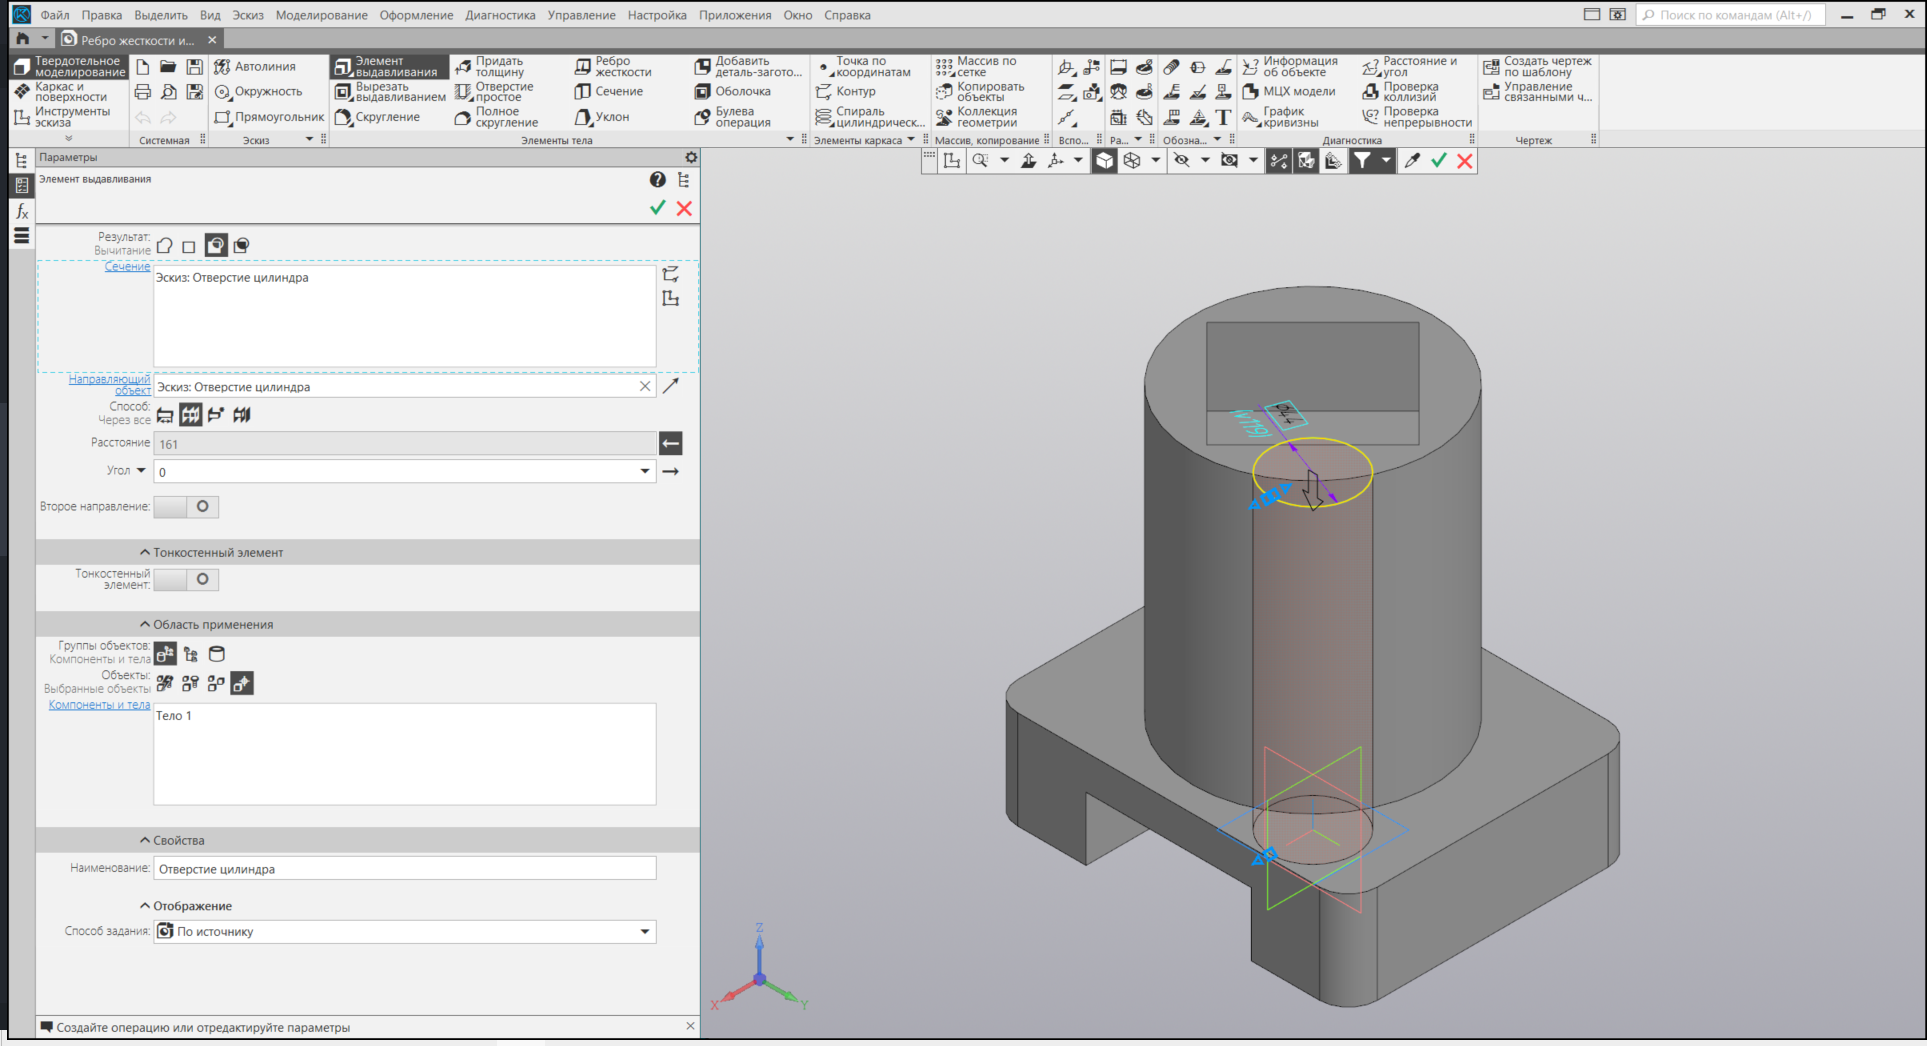 Файл Правка Выделить Вид Эскиз Моделирование Оформление Диагностика Управление Настройка Приложения Окно Справка
Поиск по командам (Alt+/)
Ребро жесткости и...
Твердотельное моделирование
Каркас и поверхности
Инструменты эскиза
Системная
Автолиния
Окружность
Прямоугольник
Эскиз
Элемент выдавливания
Вырезать выдавливанием
Скругление
Придать толщину
Отверстие простое
Полное скругление
Ребро жесткости
Сечение
Уклон
Добавить деталь-загото...
Оболочка
Булева операция
Элементы тела
Точка по координатам
Контур
Спираль цилиндрическ...
Элементы каркаса
Массив по сетке
Копировать объекты
Коллекция геометрии
Массив, копирование
Вспо...
Ра...
Обозна...
Информация об объекте
МЦХ модели
График кривизны
Расстояние и угол
Проверка коллизий
Проверка непрерывности
Диагностика
Создать чертеж по шаблону
Управление связанными ч...
Чертеж
Параметры
Элемент выдавливания
Результат:
Вычитание
Сечение
Эскиз: Отверстие цилиндра
Направляющий объект
Эскиз: Отверстие цилиндра
Способ:
Через все
Расстояние
161
Угол
0
Второе направление:
Тонкостенный элемент
Тонкостенный элемент:
Область применения
Группы объектов:
Компоненты и тела
Объекты:
Выбранные объекты
Компоненты и тела
Тело 1
Свойства
Наименование:
Отверстие цилиндра
Отображение
Способ задания:
По источнику
Создайте операцию или отредактируйте параметры
Z
X
Y